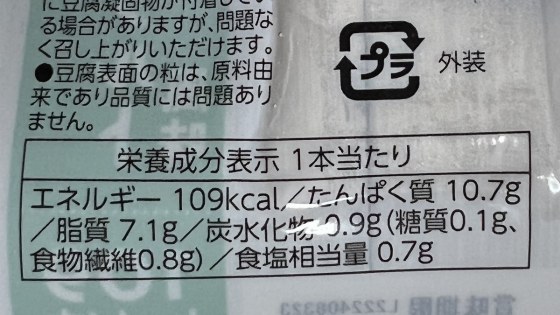 に豆腐凝固物が付着してい
る場合がありますが、問題な
く召し上がりいただけます。
●豆腐表面の粒は、原料由
来であり品質には問題あり
ません。
プラ
外装
栄養成分表示 1本当たり
エネルギー 109kcal/たんぱく質 10.7g
/脂質 7.1g/炭水化物 0.9g(糖質0.1g、
食物繊維0.8g)/食塩相当量 0.7g